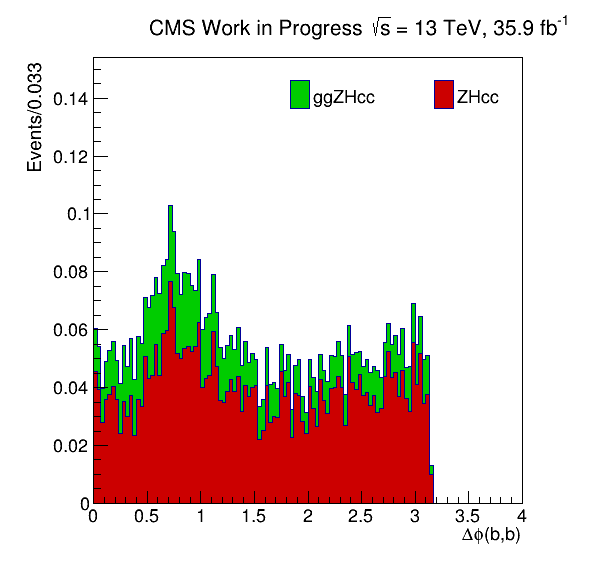 CMS Work in Progress √s = 13 TeV, 35.9 fb⁻¹
Events/0.033
ggZHcc ZHcc
0.14
0.12
0.1
0.08
0.06
0.04
0.02
0
0 0.5 1 1.5 2 2.5 3 3.5 4
Δϕ(b,b)